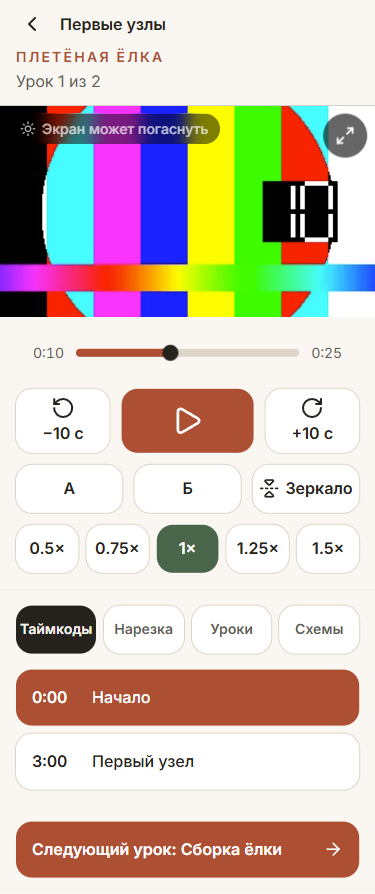 Первые узлы
ПЛЕТЁНАЯ ЁЛКА
Урок 1 из 2
Экран может погаснуть
0:10
0:25
−10 с
+10 с
А
Б
Зеркало
0.5×
0.75×
1×
1.25×
1.5×
Таймкоды
Нарезка
Уроки
Схемы
0:00 Начало
3:00 Первый узел
Следующий урок: Сборка ёлки